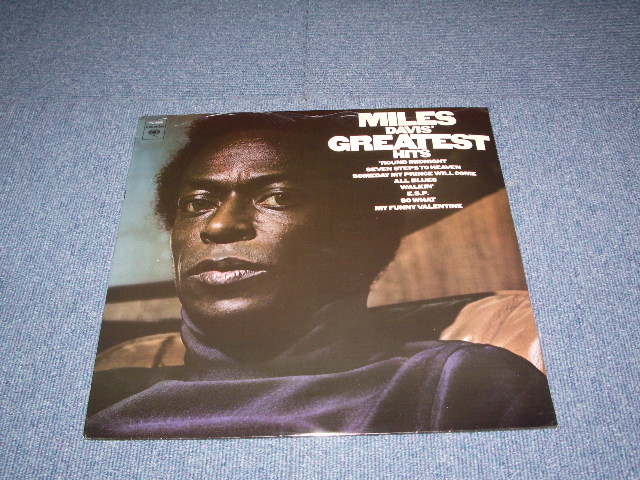 MILES
DAVIS'
GREATEST
HITS
'ROUND MIDNIGHT
SEVEN STEPS TO HEAVEN
SOMEDAY MY PRINCE WILL COME
ALL BLUES
WALKIN'
E.S.P.
SO WHAT
MY FUNNY VALENTINE